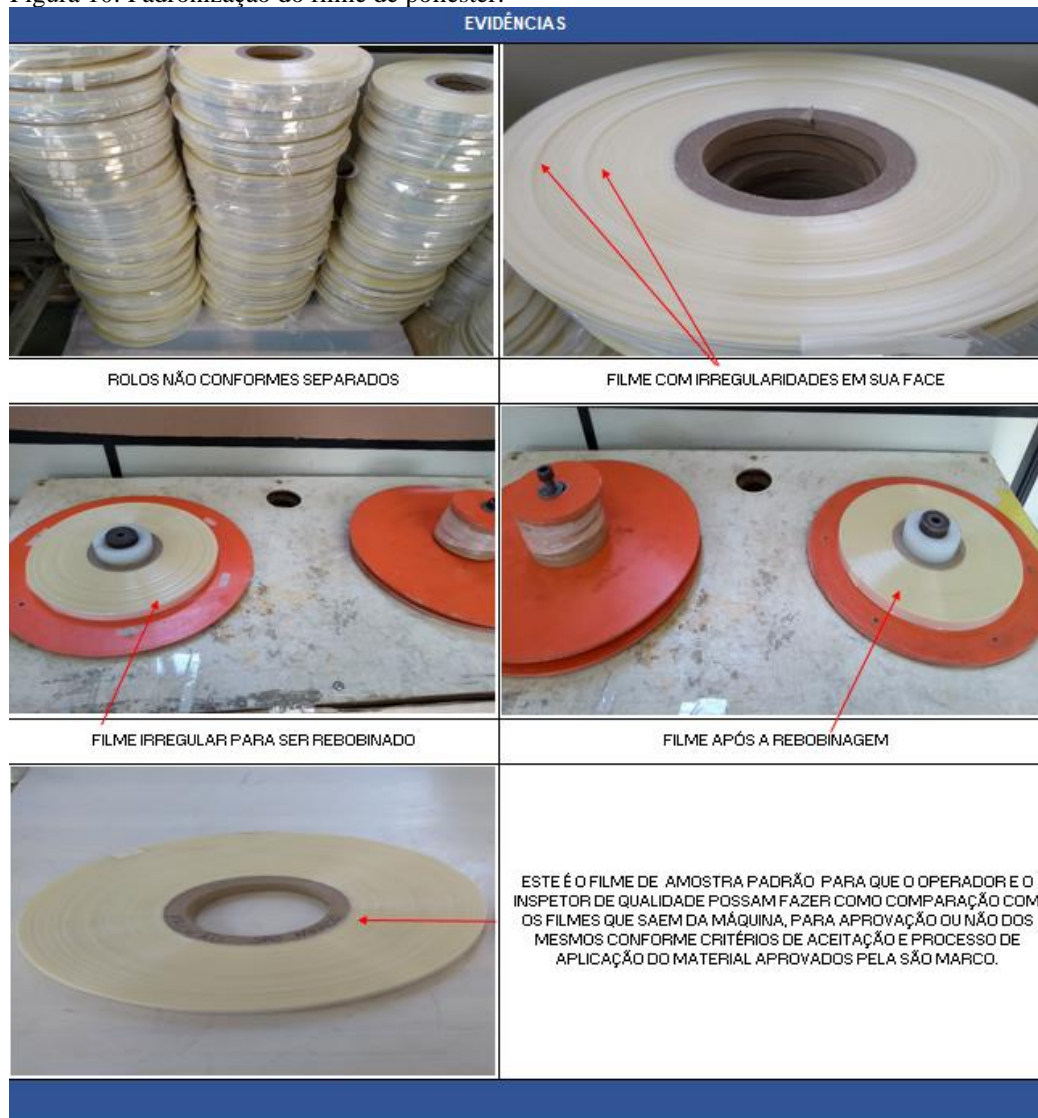 Figura 10: Padronização do filme de poliéster.
EVIDÊNCIAS
ROLOS NÃO CONFORMES SEPARADOS
FILME COM IRREGULARIDADES EM SUA FACE
FILME IRREGULAR PARA SER REBOBINADO
FILME APÓS A REBOBINAGEM
ESTE É O FILME DE AMOSTRA PADRÃO PARA QUE O OPERADOR E O
INSPETOR DE QUALIDADE POSSAM FAZER COMO COMPARAÇÃO COM
OS FILMES QUE SAEM DA MÁQUINA, PARA APROVAÇÃO OU NÃO DOS
MESMOS CONFORME CRITÉRIOS DE ACEITAÇÃO E PROCESSO DE
APLICAÇÃO DO MATERIAL APROVADOS PELA SÃO MARCO.